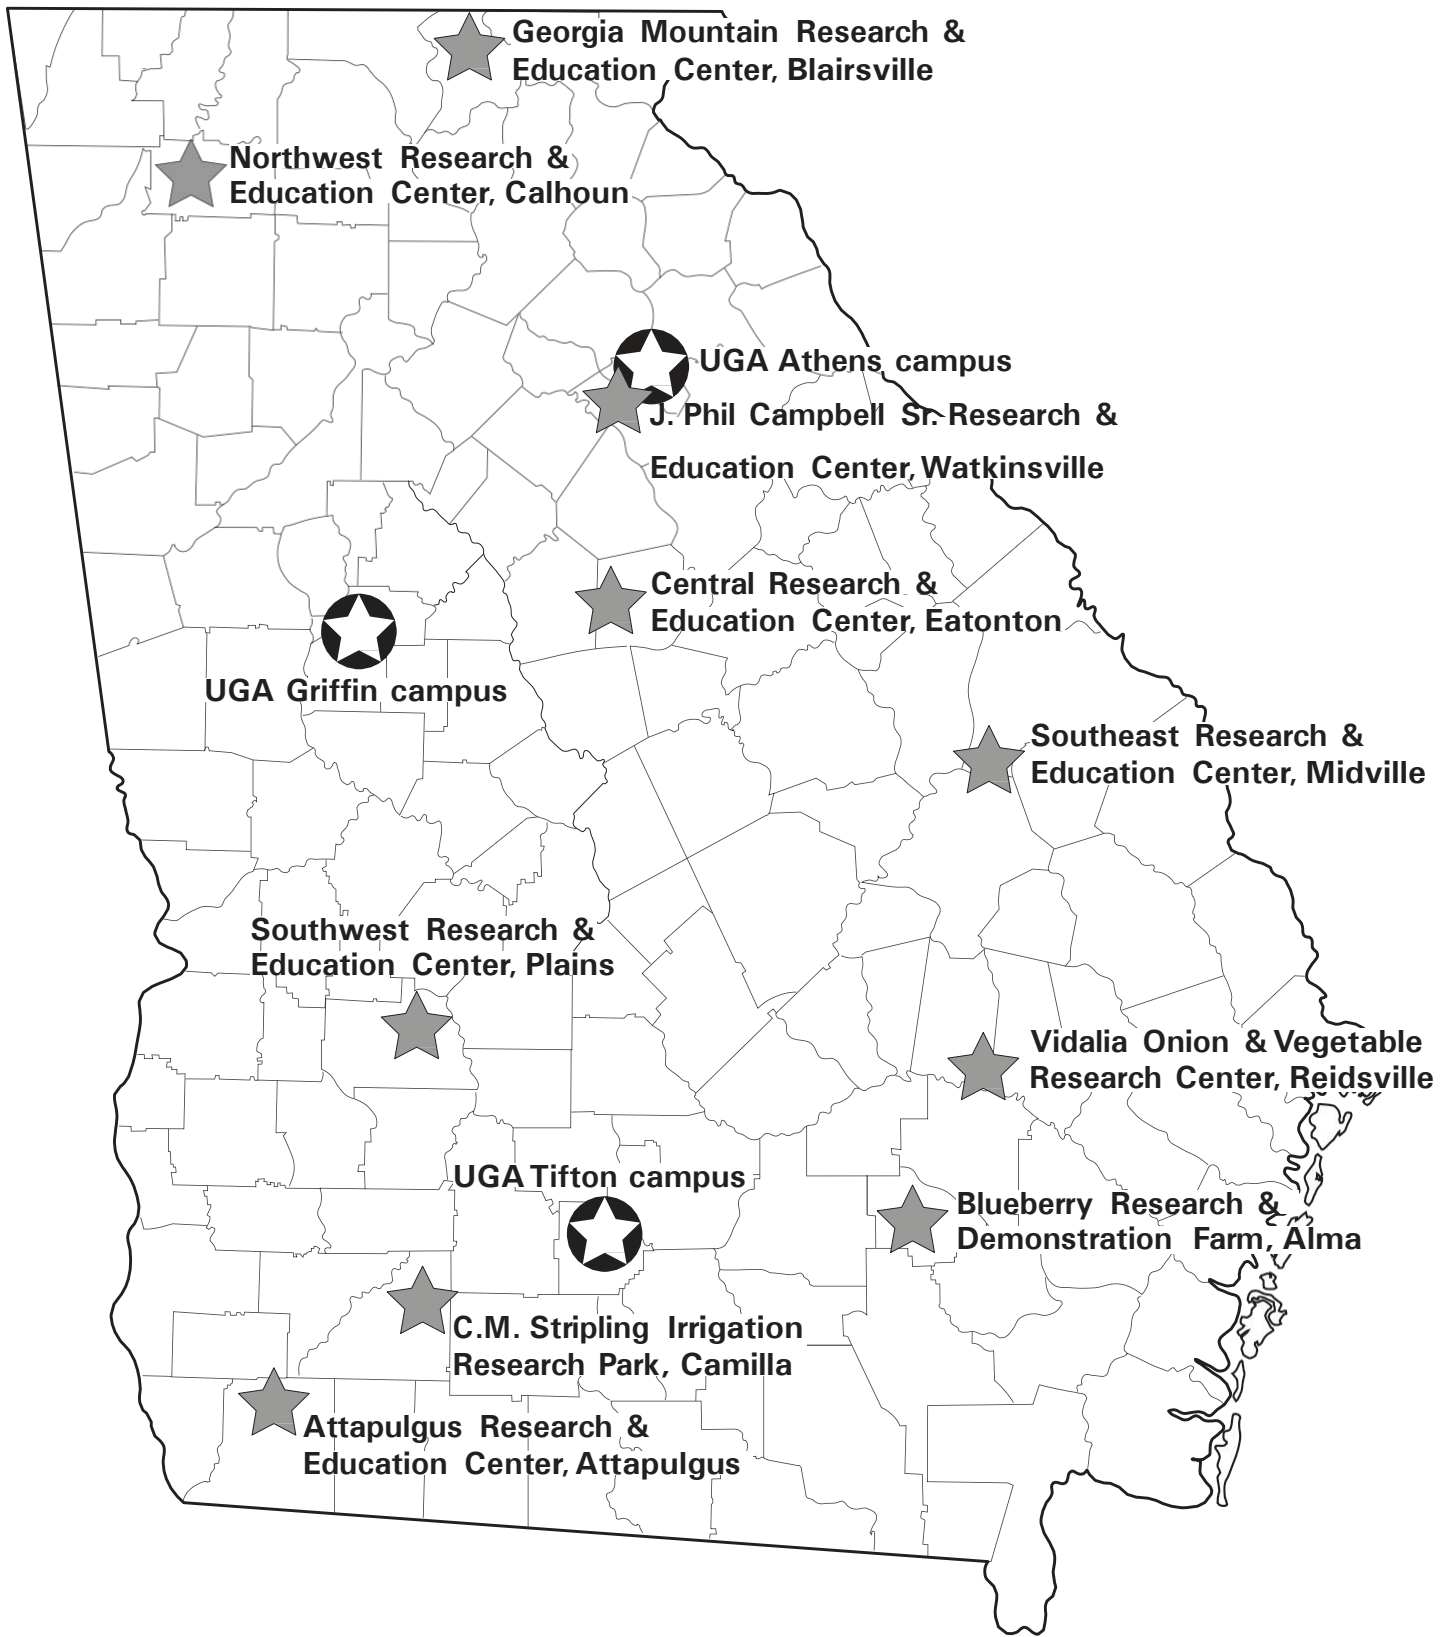 Georgia Mountain Research &
Education Center, Blairsville
Northwest Research &
Education Center, Calhoun
UGA Athens campus
J. Phil Campbell Sr. Research &
Education Center, Watkinsville
Central Research &
Education Center, Eatonton
UGA Griffin campus
Southeast Research &
Education Center, Midville
Southwest Research &
Education Center, Plains
Vidalia Onion & Vegetable
Research Center, Reidsville
UGA Tifton campus
Blueberry Research &
Demonstration Farm, Alma
C.M. Stripling Irrigation
Research Park, Camilla
Attapulgus Research &
Education Center, Attapulgus